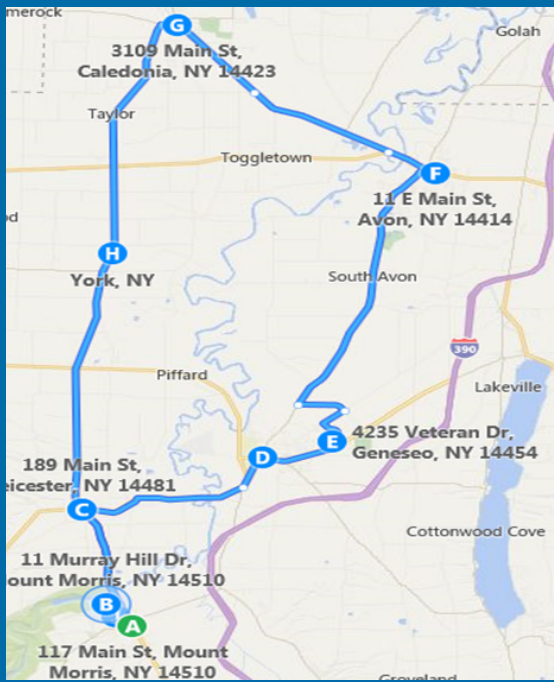 merock
G
Golah
3109 Main St,
Caledonia, NY 14423
Taylor
Toggletown
F
11 E Main St,
Avon, NY 14414
od
H
York, NY
South Avon
390
Piffard
Lakeville
4235 Veteran Dr,
Geneseo, NY 14454
E
D
189 Main St,
eicester, NY 14481
C
Cottonwood Cove
11 Murray Hill Dr,
ount Morris, NY 14510
B
A
117 Main St, Mount
Morris, NY 14510
Groveland